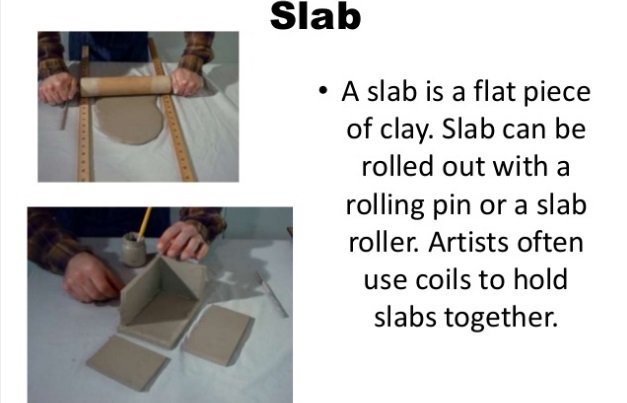 Slab
• A slab is a flat piece
of clay. Slab can be
rolled out with a
rolling pin or a slab
roller. Artists often
use coils to hold
slabs together.